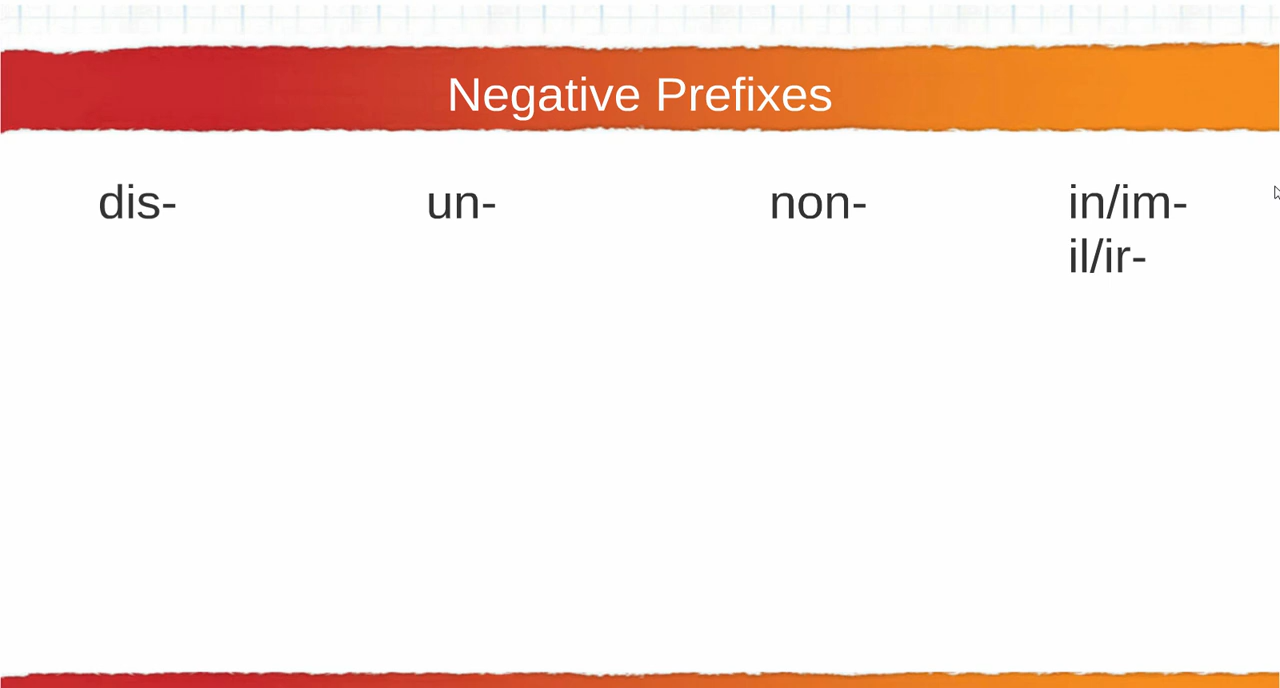 Negative Prefixes
dis- un- non- in/im-
il/ir-